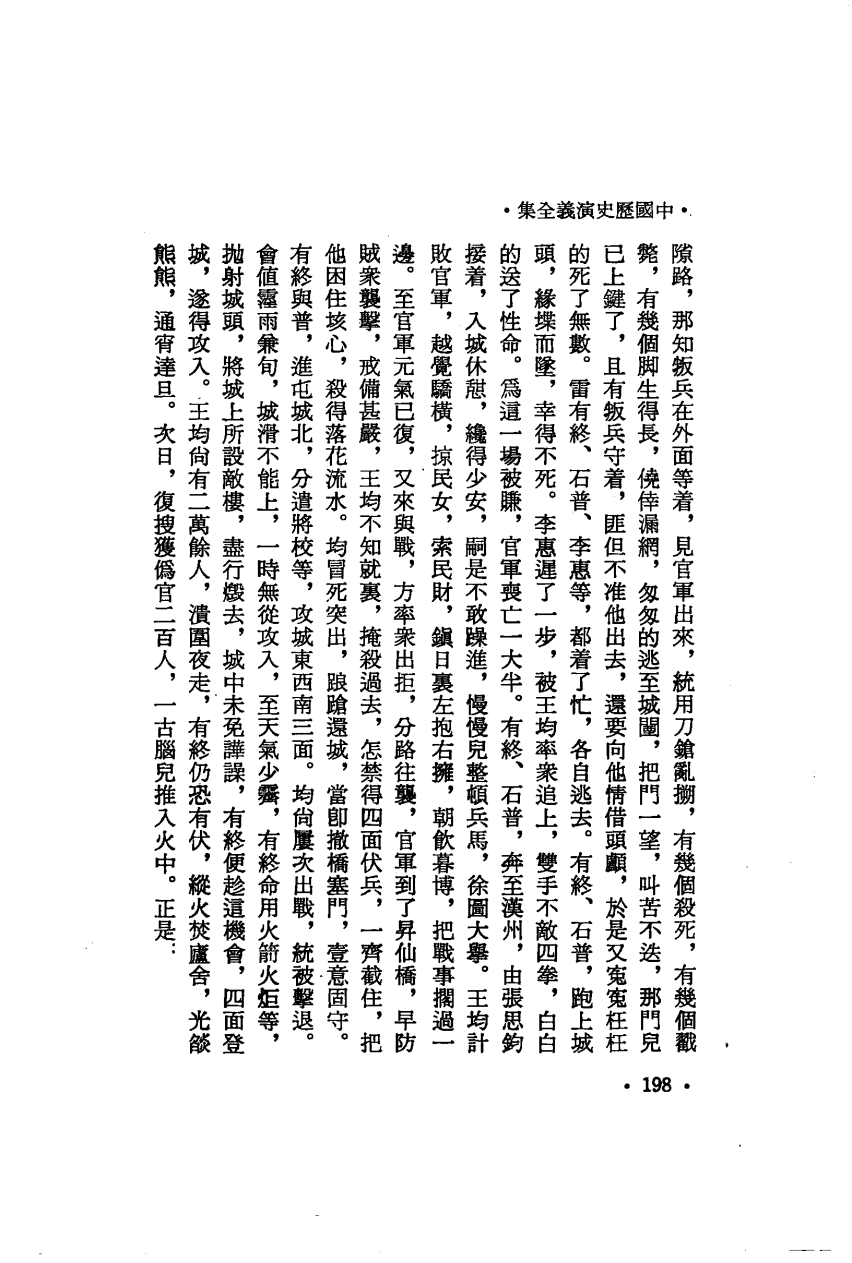 •中國歷史演義全集•
隙路，那知叛兵在外面等着，見官軍出來，統用刀鎗亂搠，有幾個殺死，有幾個戳
斃，有幾個脚生得長，僥倖漏網，匆匆的逃至城闉，把門一望，叫苦不迭，那門兒
已上鍵了，且有叛兵守着，匪但不准他出去，還要向他情借頭顱，於是又寃寃枉枉
的死了無數。雷有終、石普、李惠等，都着了忙，各自逃去。有終、石普，跑上城
頭，緣堞而墜，幸得不死。李惠遲了一步，被王均率衆追上，雙手不敵四拳，白白
的送了性命。爲這一場被賺，官軍喪亡一大半。有終、石普，奔至漢州，由張思鈞
接着，入城休憇，纔得少安，嗣是不敢躁進，慢慢兒整頓兵馬，徐圖大舉。王均計
敗官軍，越覺驕橫，掠民女，索民財，鎭日裏左抱右擁，朝飲暮博，把戰事擱過一
邊。至官軍元氣已復，又來與戰，方率衆出拒，分路往襲，官軍到了昇仙橋，早防
賊衆襲擊，戒備甚嚴，王均不知就裏，掩殺過去，怎禁得四面伏兵，一齊截住，把
他困住垓心，殺得落花流水。均冒死突出，踉蹌還城，當卽撤橋塞門，壹意固守。
有終與普，進屯城北，分遣將校等，攻城東西南三面。均尙屢次出戰，統被擊退。
會値霪雨兼旬，城滑不能上，一時無從攻入，至天氣少霽，有終命用火箭火炬等，
拋射城頭，將城上所設敵樓，盡行燬去，城中未免譁譟，有終便趁這機會，四面登
城，遂得攻入。王均尙有二萬餘人，潰圍夜走，有終仍恐有伏，縱火焚廬舍，光燄
熊熊，通宵達旦。次日，復搜獲僞官二百人，一古腦兒推入火中。正是：
•198•